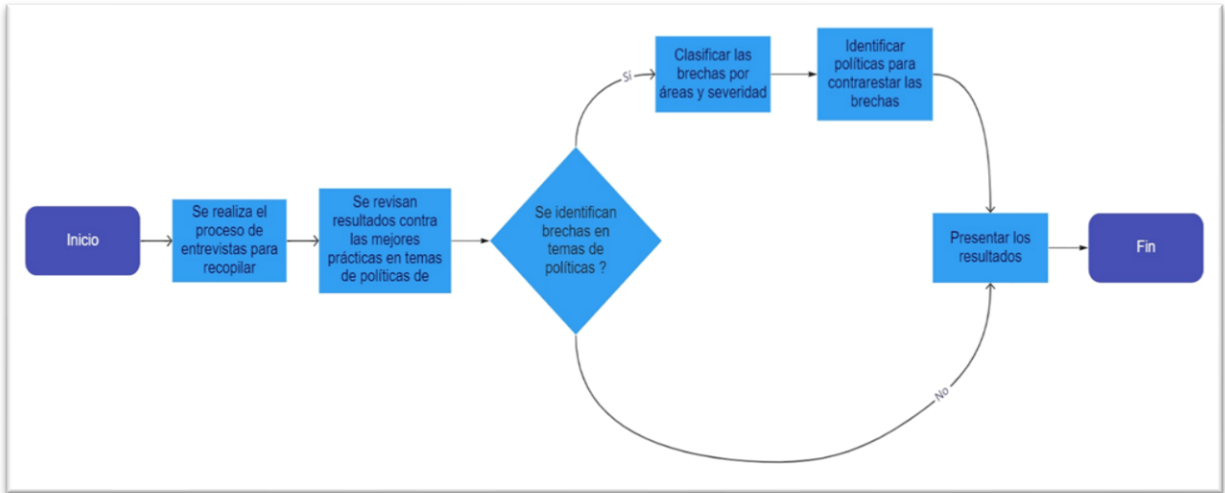 Inicio
Se realiza el
proceso de
entrevistas para
recopilar
Se revisan
resultados contra
las mejores
prácticas en temas
de políticas de
Se identifican
brechas en
temas de
políticas ?
Sí
Clasificar las
brechas por
áreas y severidad
Identificar
políticas para
contrarestar las
brechas
No
Presentar los
resultados
Fin